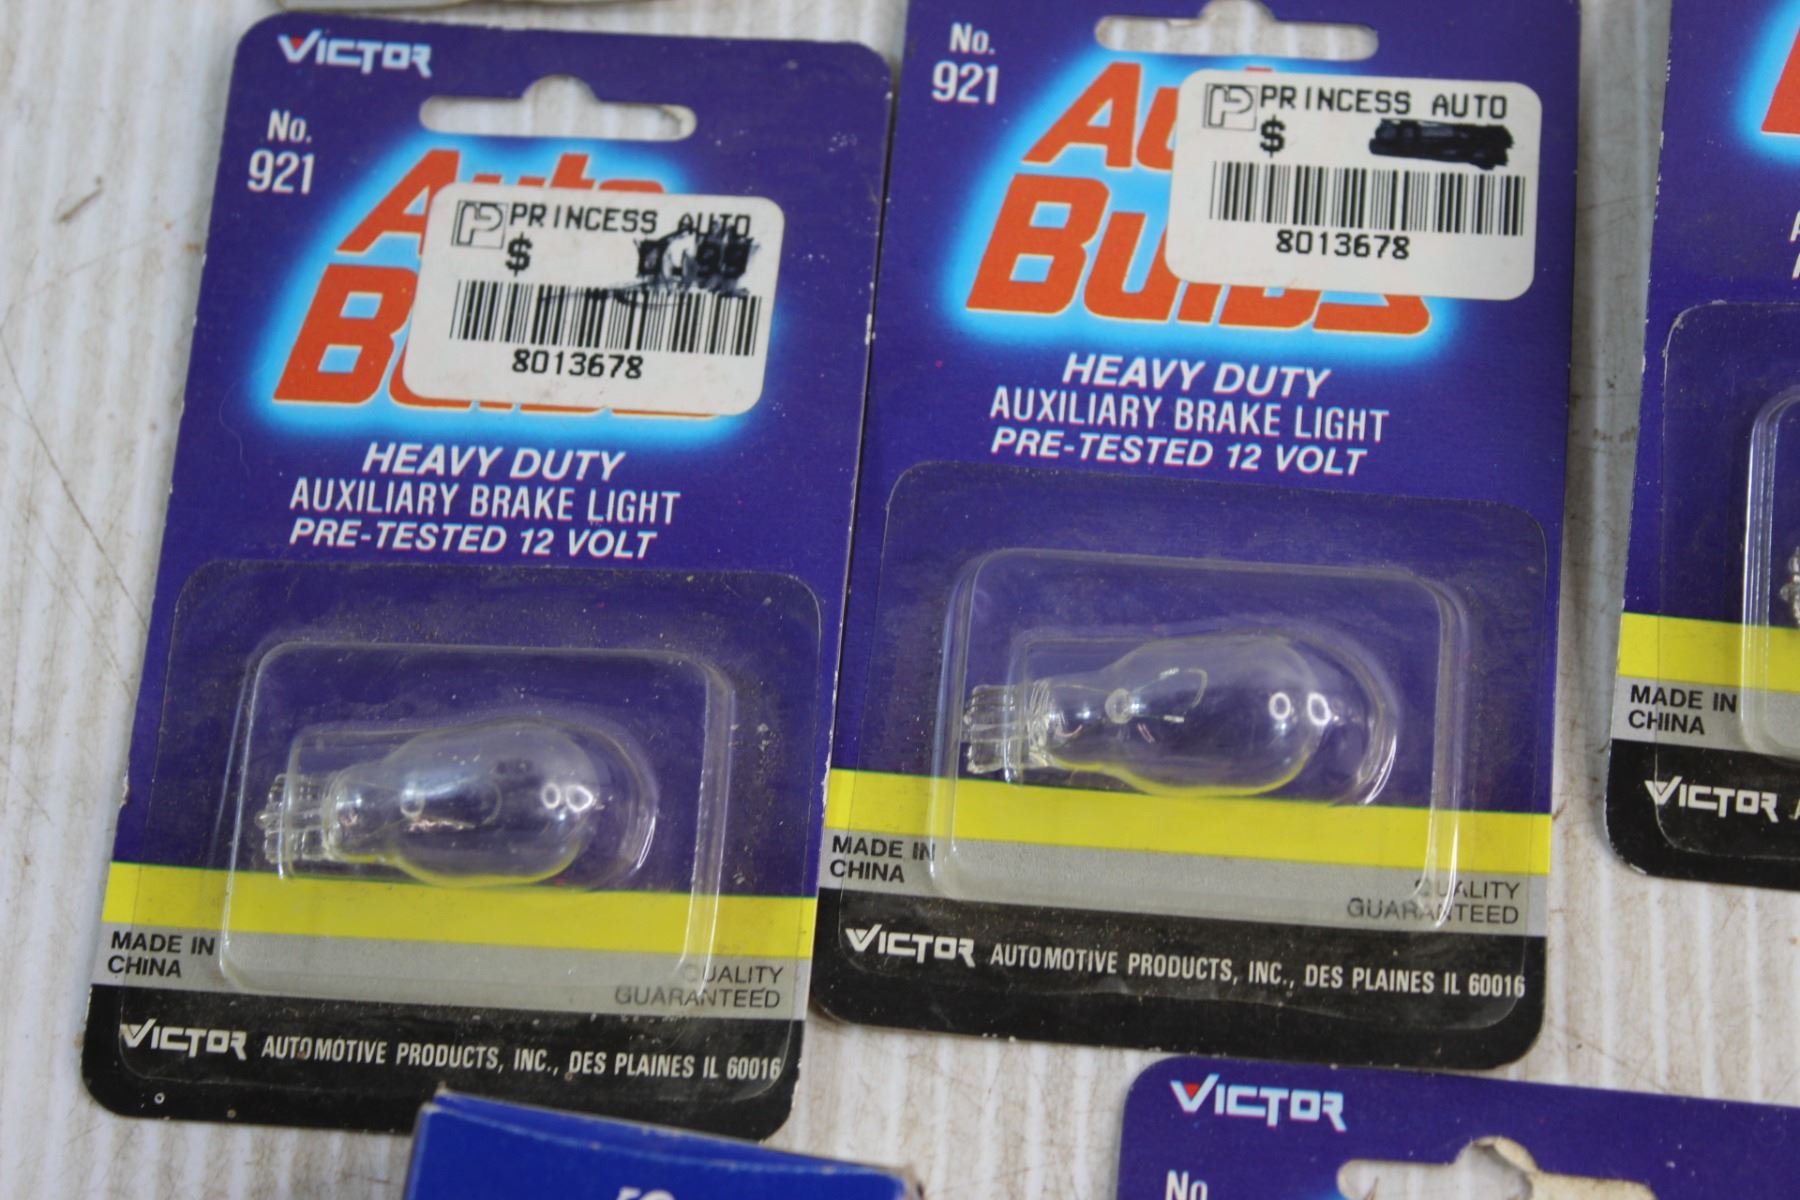 VICTOR
No.
921
Auto
PRINCESS AUTO
$ 0.99
8013678
HEAVY DUTY
AUXILIARY BRAKE LIGHT
PRE-TESTED 12 VOLT
MADE IN
CHINA
QUALITY
GUARANTEED
VICTOR AUTOMOTIVE PRODUCTS, INC., DES PLAINES IL 60016
No.
921
PRINCESS AUTO
$
8013678
BULBS
HEAVY DUTY
AUXILIARY BRAKE LIGHT
PRE-TESTED 12 VOLT
MADE IN
CHINA
QUALITY
GUARANTEED
VICTOR AUTOMOTIVE PRODUCTS, INC., DES PLAINES IL 60016
MADE IN
CHINA
VICTOR
VICTOR
No